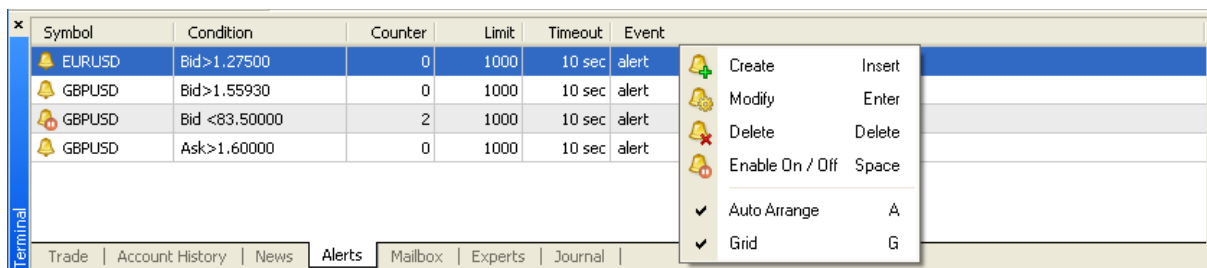 Symbol Condition Counter Limit Timeout Event
EURUSD Bid>1.27500 0 1000 10 sec alert
GBPUSD Bid>1.55930 0 1000 10 sec alert
GBPUSD Bid <83.50000 2 1000 10 sec alert
GBPUSD Ask>1.60000 0 1000 10 sec alert
Create Insert
Modify Enter
Delete Delete
Enable On / Off Space
Auto Arrange A
Grid G
Terminal
Trade | Account History | News Alerts Mailbox | Experts | Journal |